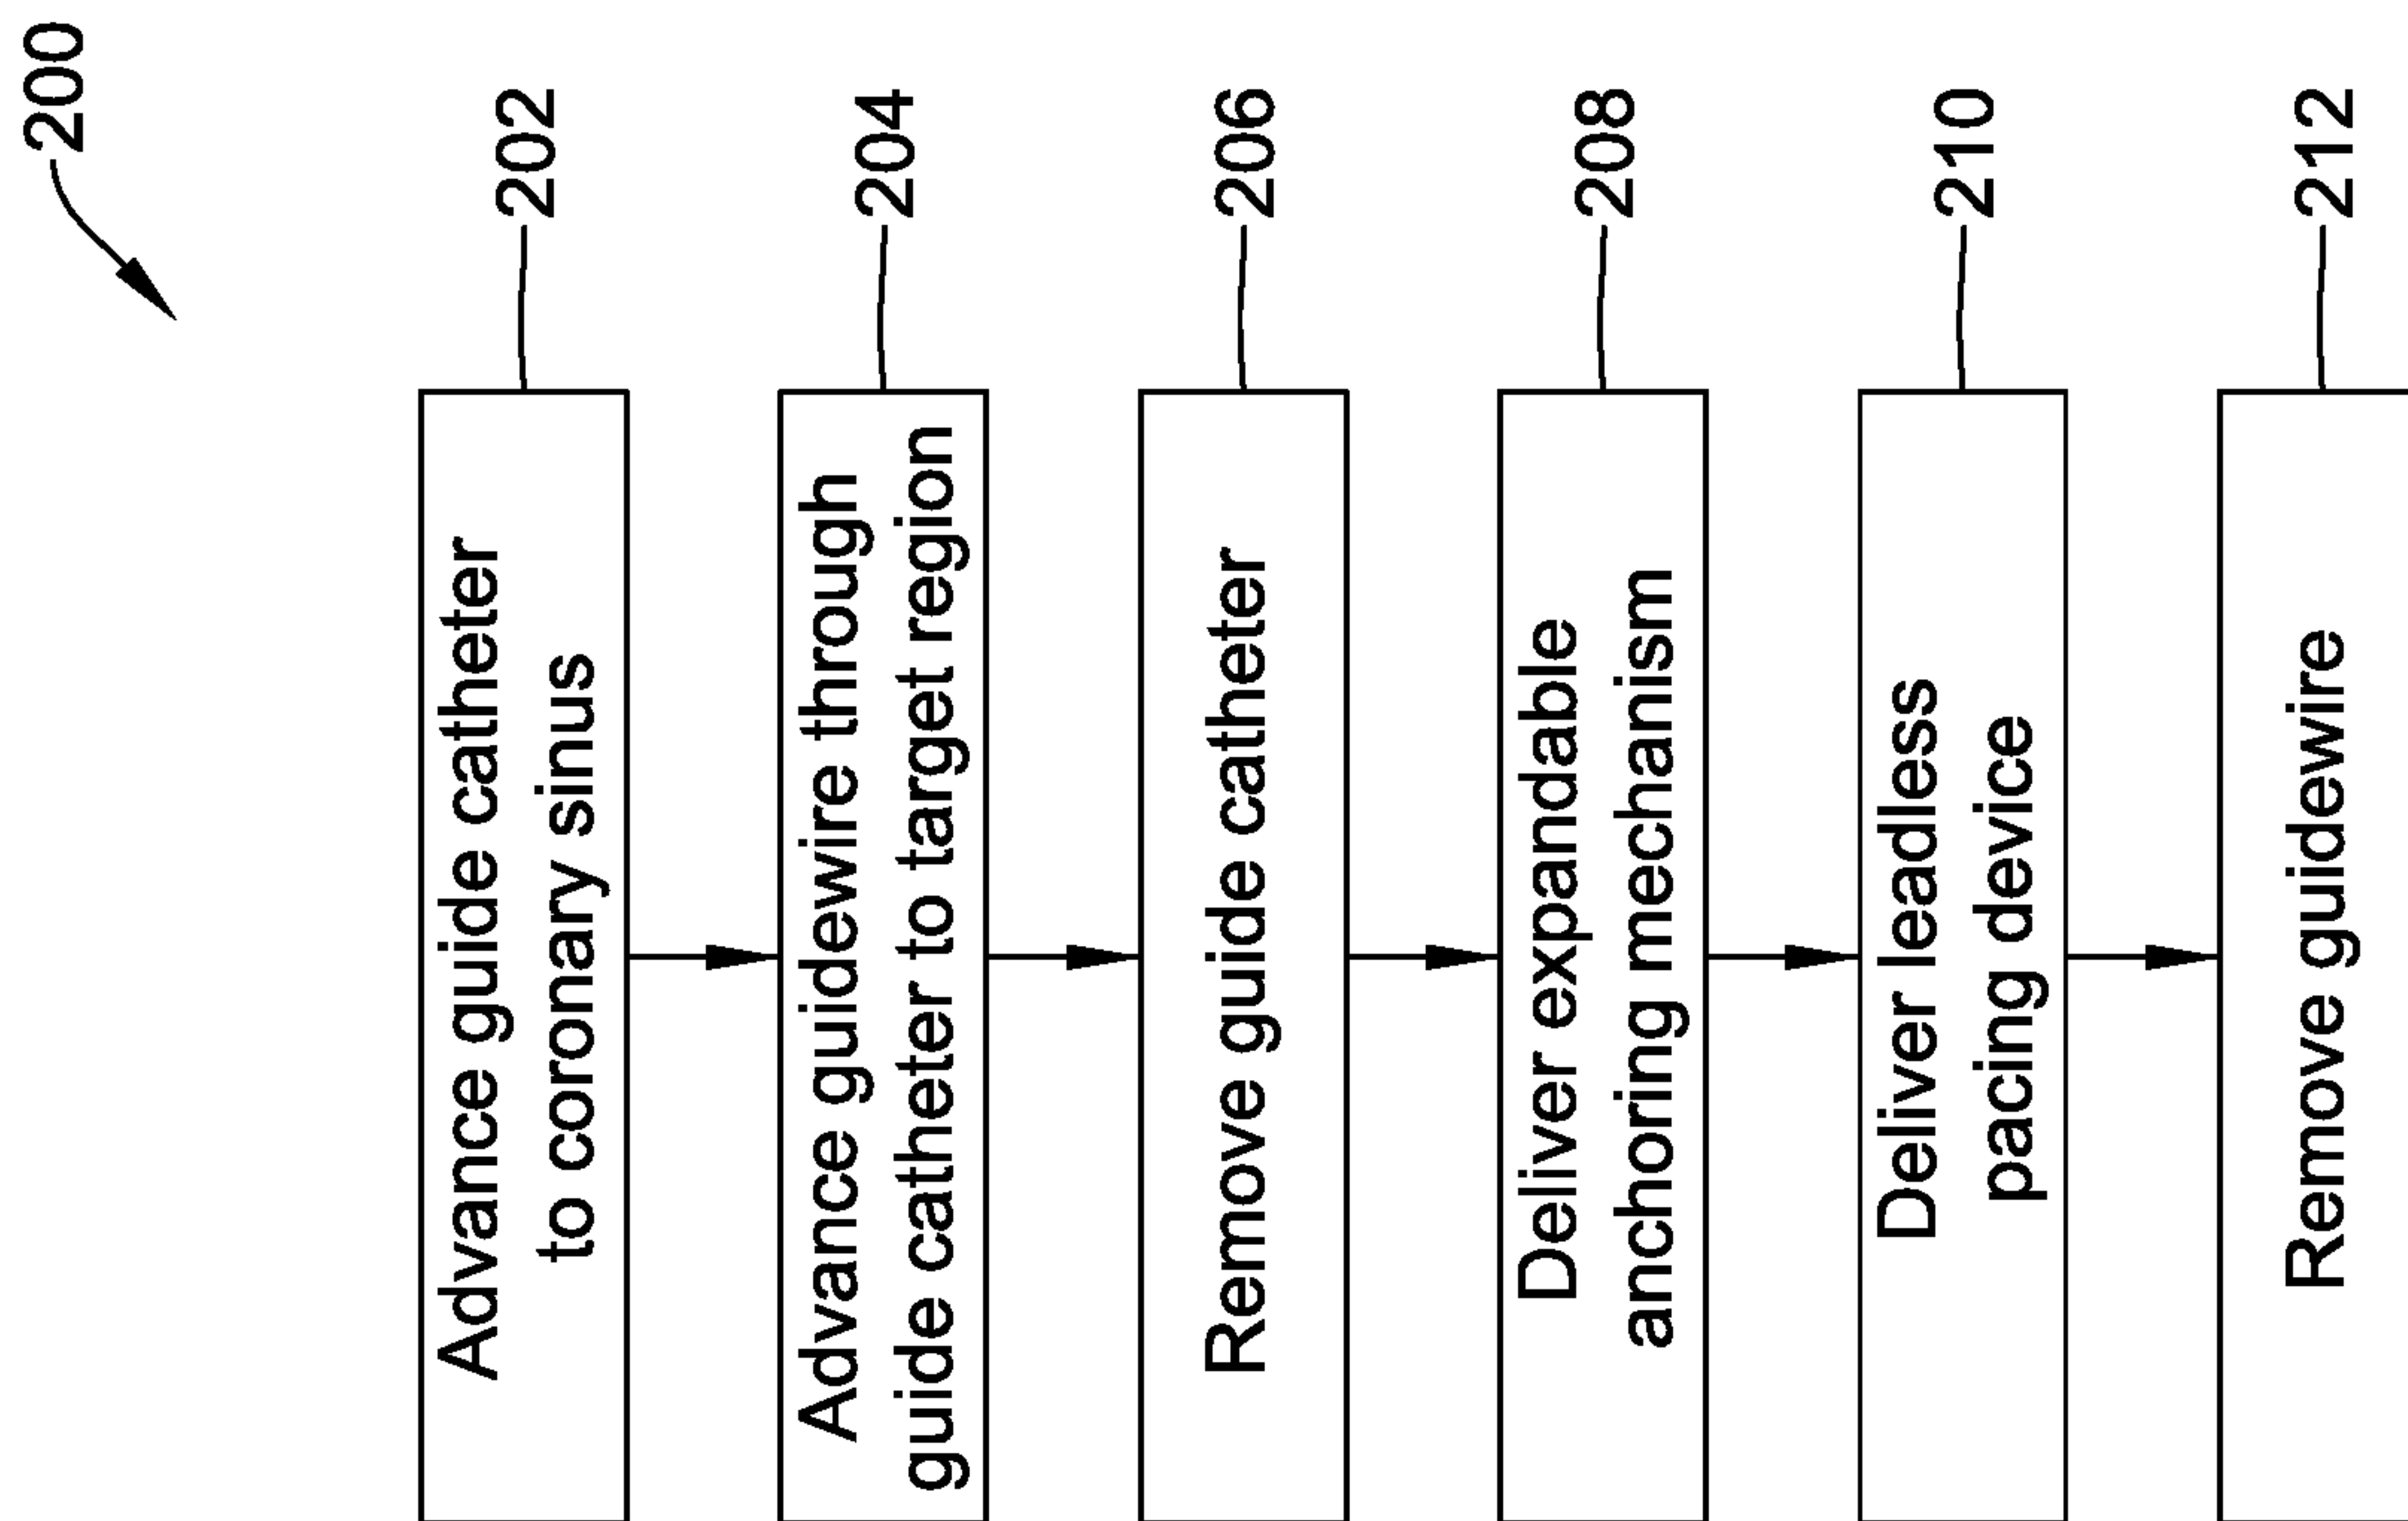 200
Advance guide catheter
to coronary sinus
202
Advance guidewire through
guide catheter to target region
204
Remove guide catheter
206
Deliver expandable
anchoring mechanism
208
Deliver leadless
pacing device
210
Remove guidewire
212